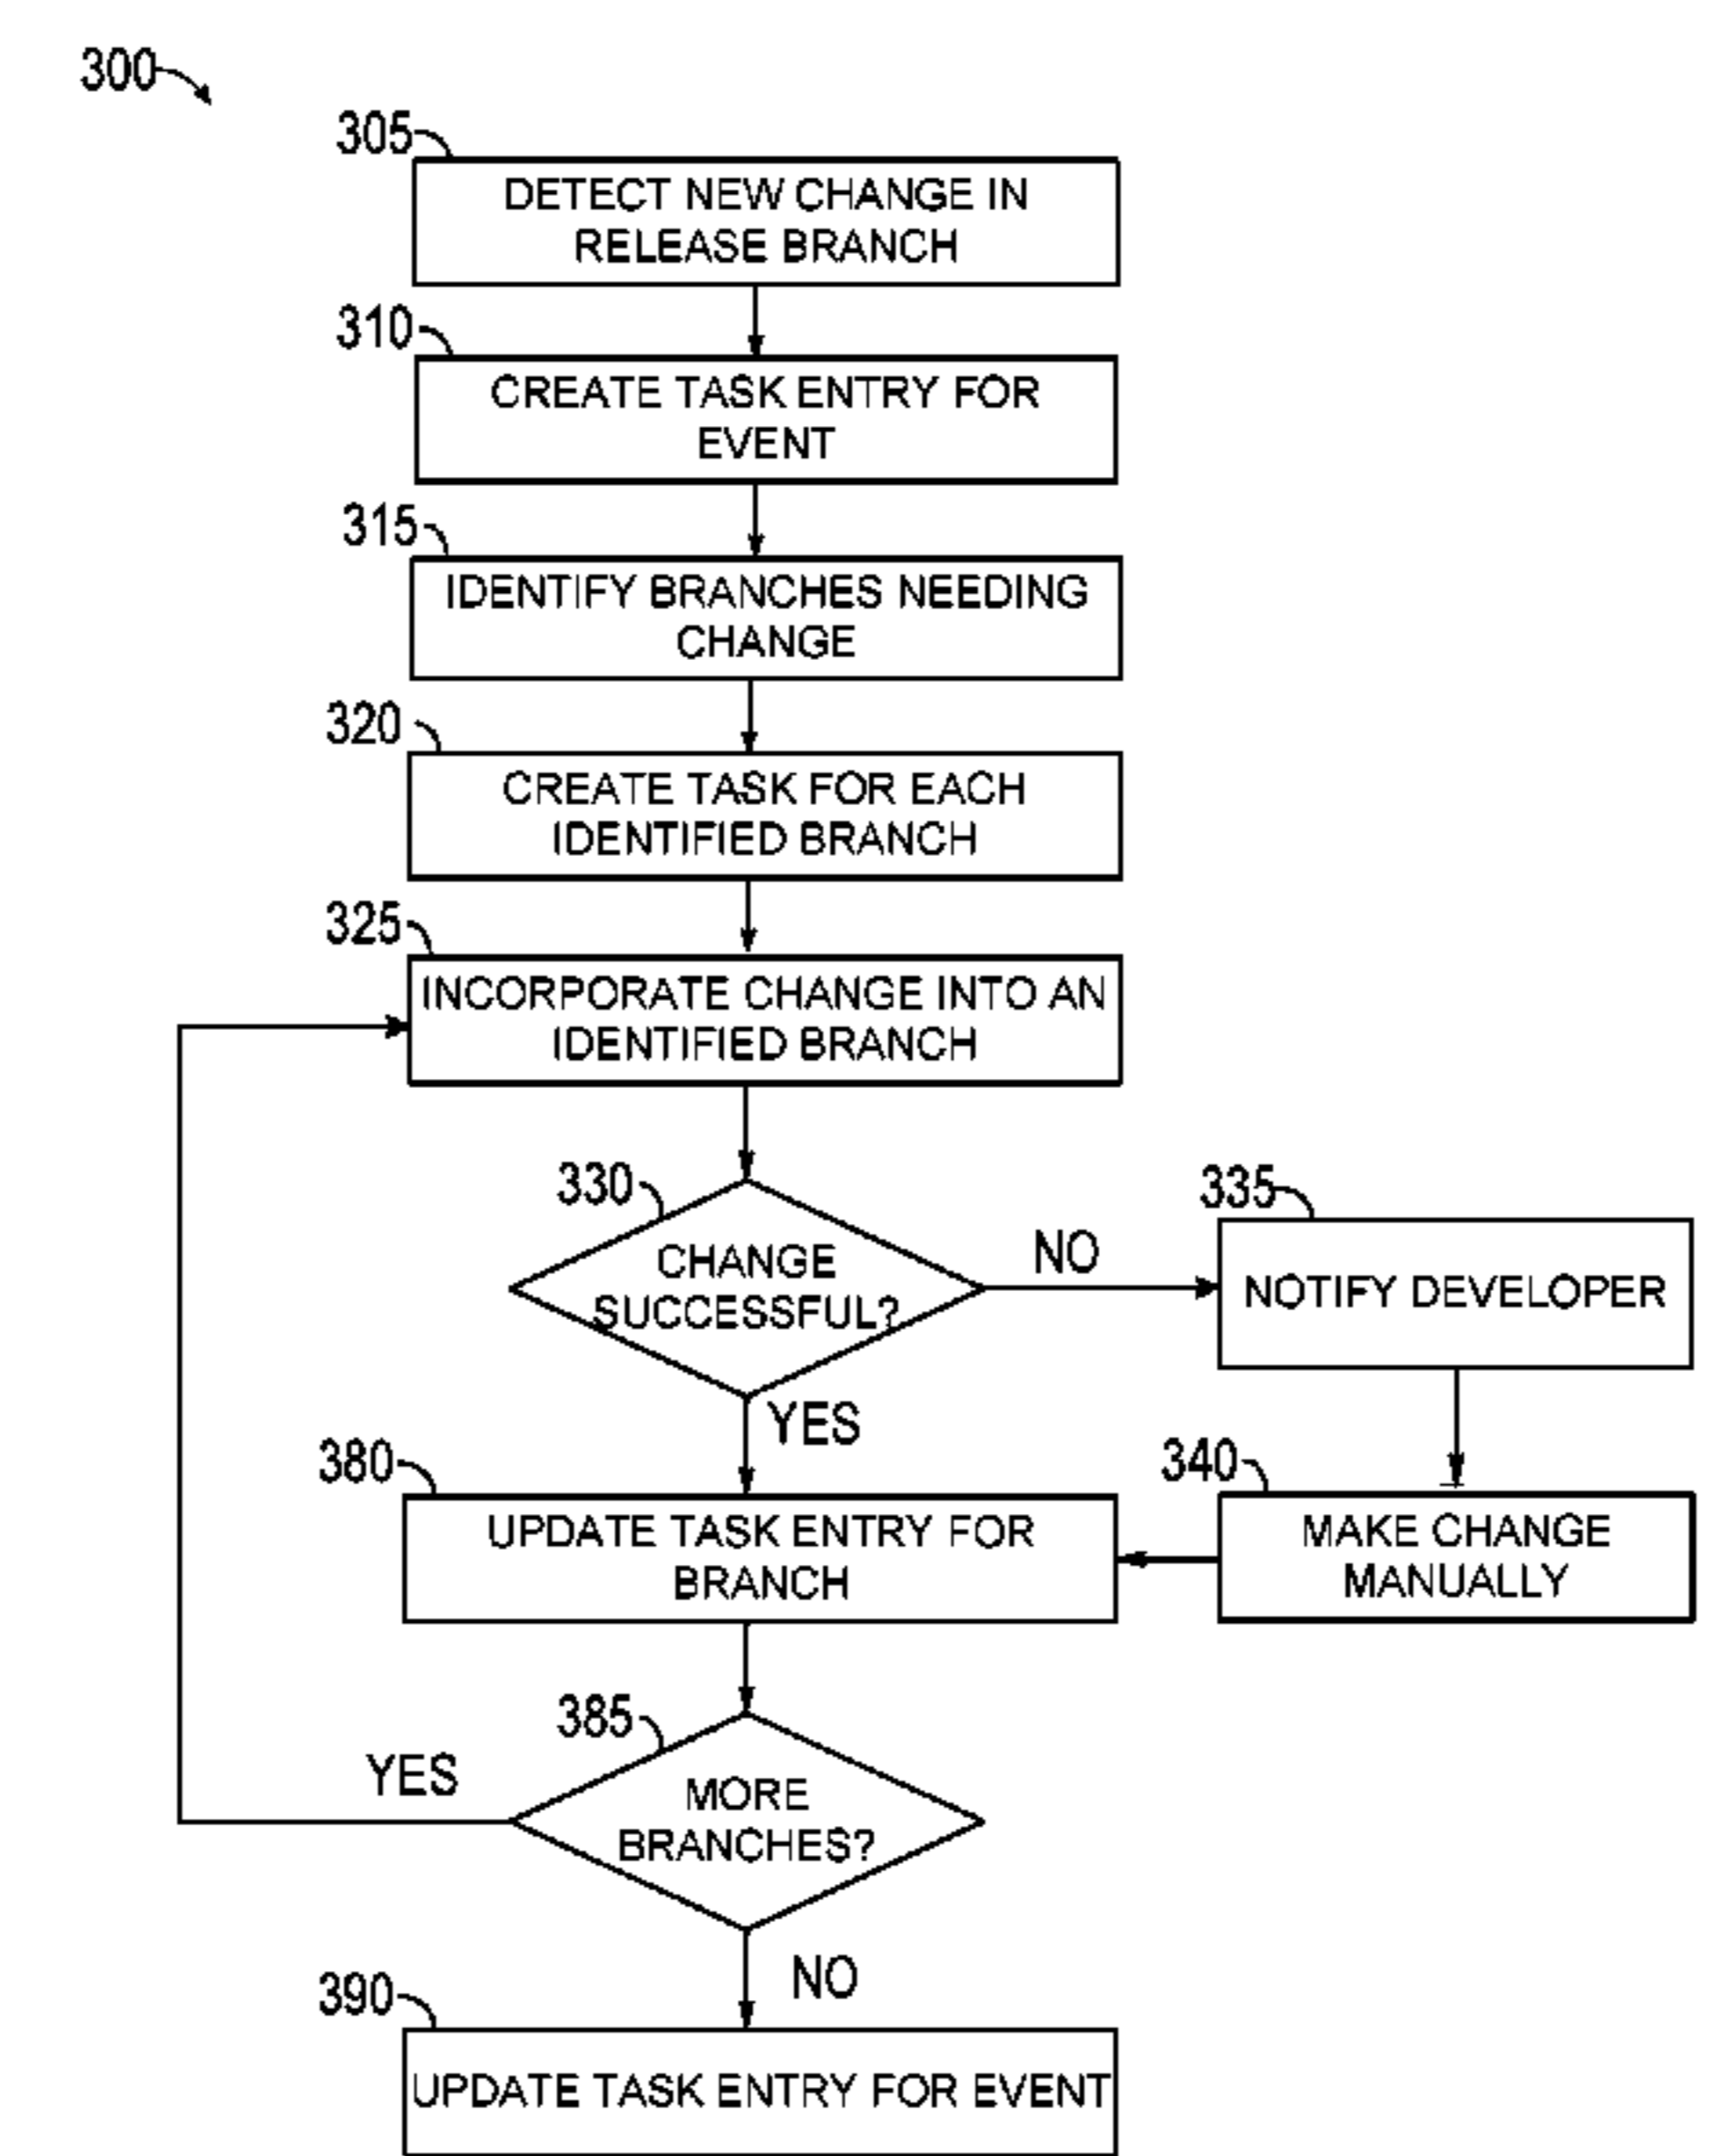 300
305
DETECT NEW CHANGE IN
RELEASE BRANCH
310
CREATE TASK ENTRY FOR
EVENT
315
IDENTIFY BRANCHES NEEDING
CHANGE
320
CREATE TASK FOR EACH
IDENTIFIED BRANCH
325
INCORPORATE CHANGE INTO AN
IDENTIFIED BRANCH
330
CHANGE
SUCCESSFUL?
NO
335
NOTIFY DEVELOPER
YES
340
MAKE CHANGE
MANUALLY
380
UPDATE TASK ENTRY FOR
BRANCH
385
MORE
BRANCHES?
YES
NO
390
UPDATE TASK ENTRY FOR EVENT